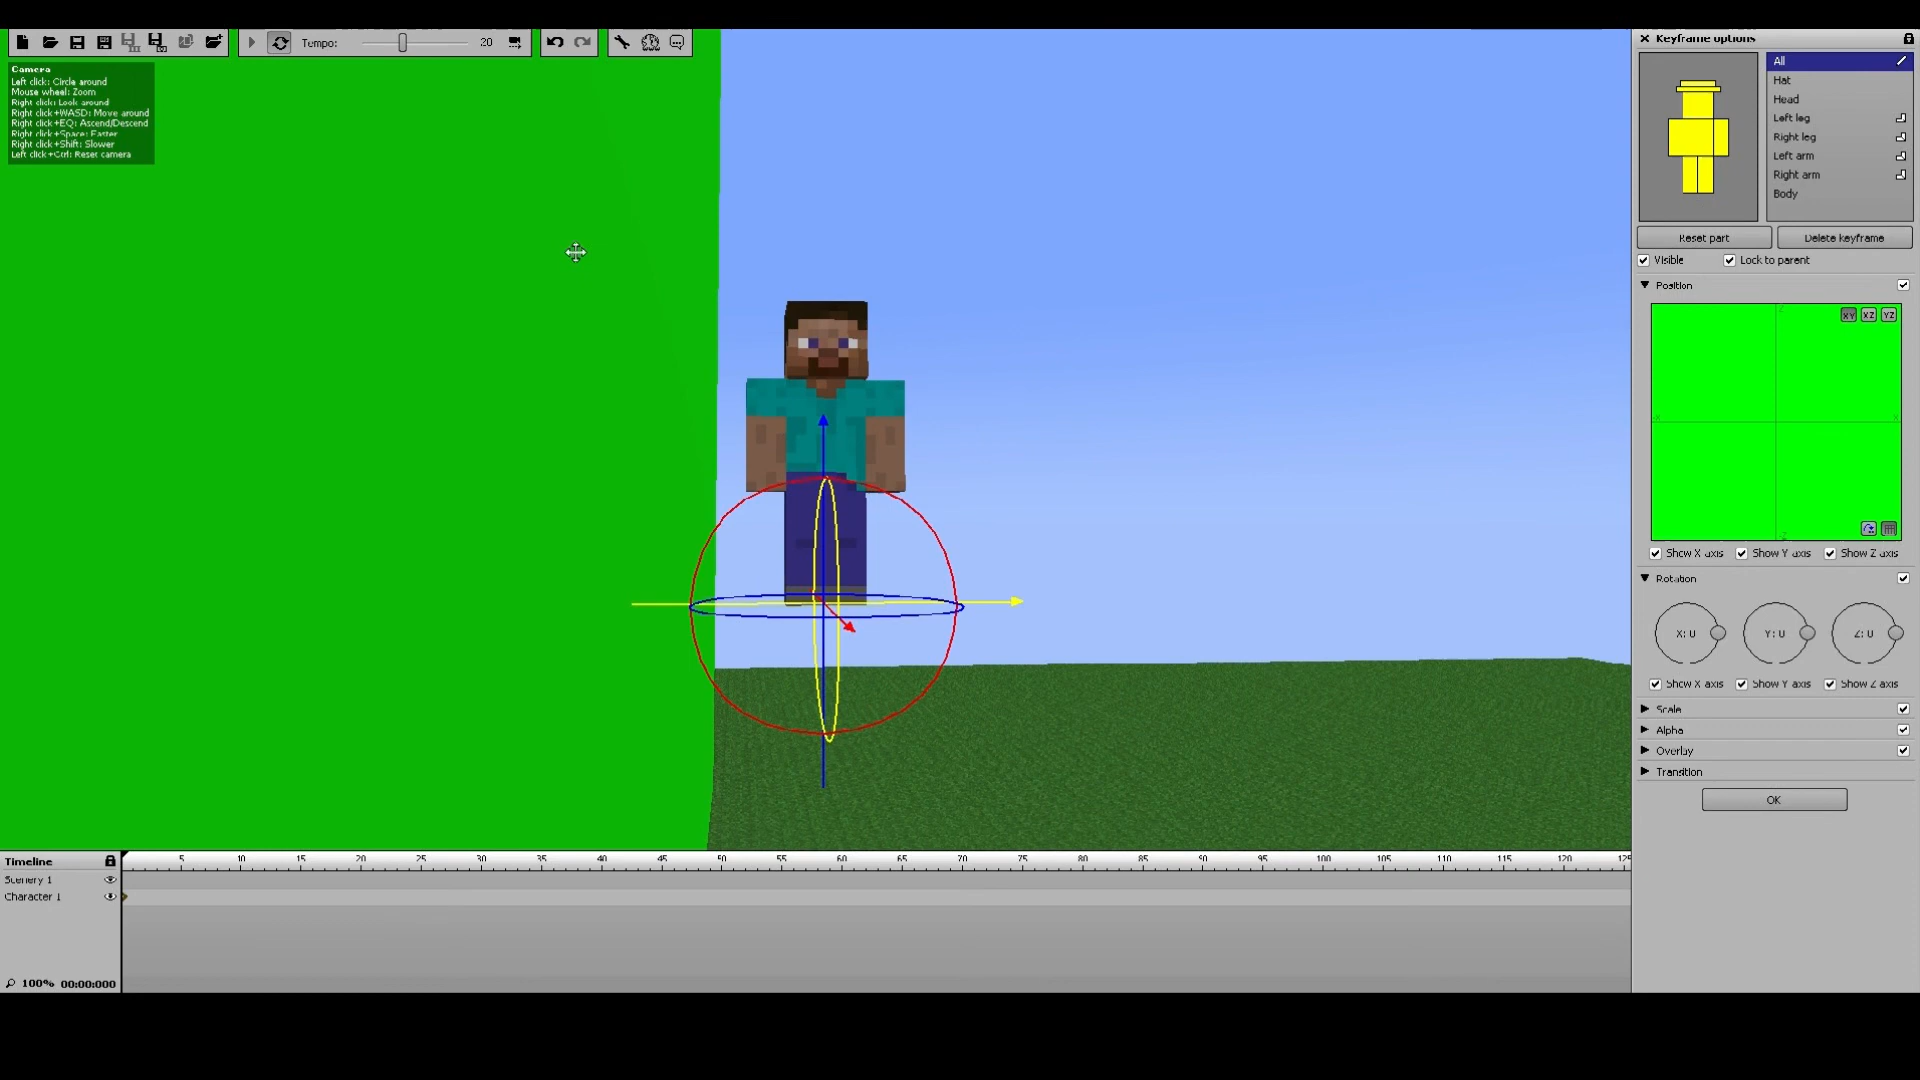 Tempo:
20
Camera
Left click: Circle around
Mouse wheel: Zoom
Right click: Look around
Right click+WASD: Move around
Right click+EQ: Ascend/Descend
Right click+Space: Faster
Right click+Shift: Slower
Left click+Ctrl: Reset camera
Keyframe options
All
Hat
Head
Left leg
Right leg
Left arm
Right arm
Body
Reset part
Delete keyframe
Visible
Lock to parent
Position
XY XZ YZ
Show X axis
Show Y axis
Show Z axis
Rotation
X: 0
Y: 0
Z: 0
Show X axis
Show Y axis
Show Z axis
Scale
Alpha
Overlay
Transition
OK
Timeline
5 10 15 20 25 30 35 40 45 50 55 60 65 70 75 80 85 90 95 100 105 110 115 120 125
Scenery 1
Character 1
100% 00:00:000